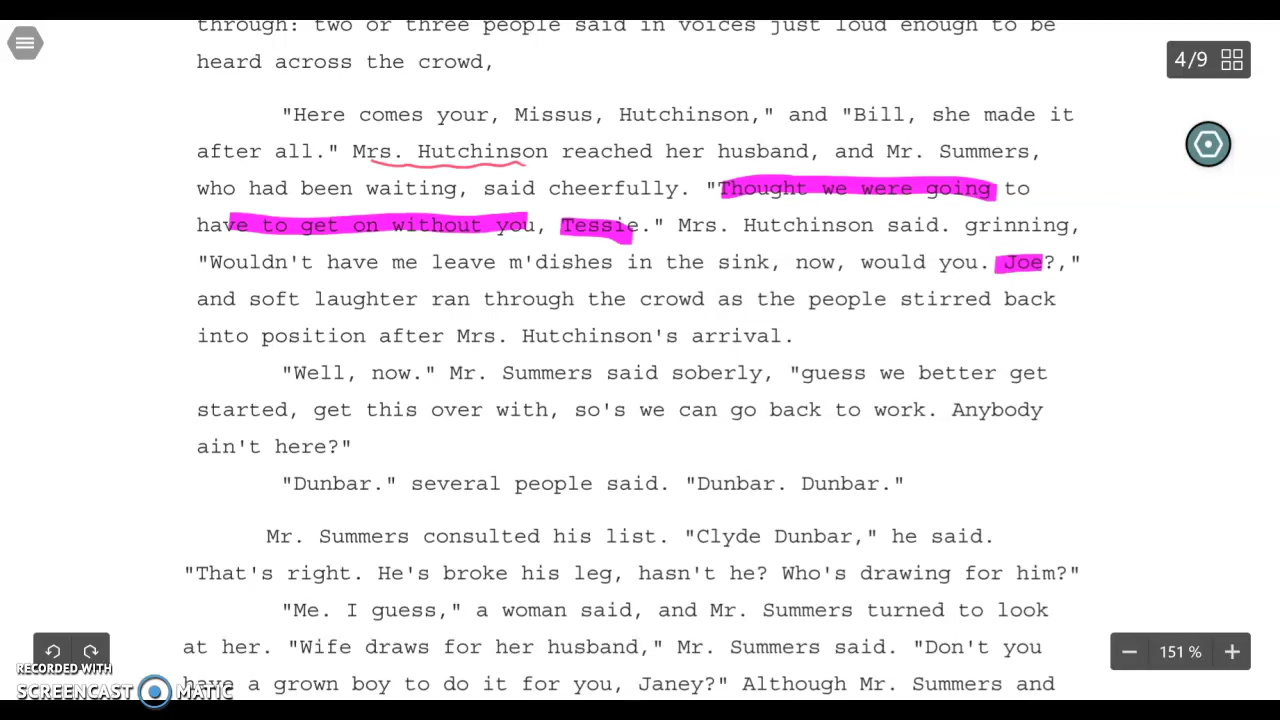 through: two or three people said in voices just loud enough to be
heard across the crowd,
4/9
"Here comes your, Missus, Hutchinson," and "Bill, she made it
after all." Mrs. Hutchinson reached her husband, and Mr. Summers,
who had been waiting, said cheerfully. "Thought we were going to
have to get on without you, Tessie." Mrs. Hutchinson said. grinning,
"Wouldn't have me leave m'dishes in the sink, now, would you. Joe?,"
and soft laughter ran through the crowd as the people stirred back
into position after Mrs. Hutchinson's arrival.
"Well, now." Mr. Summers said soberly, "guess we better get
started, get this over with, so's we can go back to work. Anybody
ain't here?"
"Dunbar." several people said. "Dunbar. Dunbar."
Mr. Summers consulted his list. "Clyde Dunbar," he said.
"That's right. He's broke his leg, hasn't he? Who's drawing for him?"
"Me. I guess," a woman said, and Mr. Summers turned to look
at her. "Wife draws for her husband," Mr. Summers said. "Don't you
have a grown boy to do it for you, Janey?" Although Mr. Summers and
151 %
RECORDED WITH
SCREENCAST MATIC